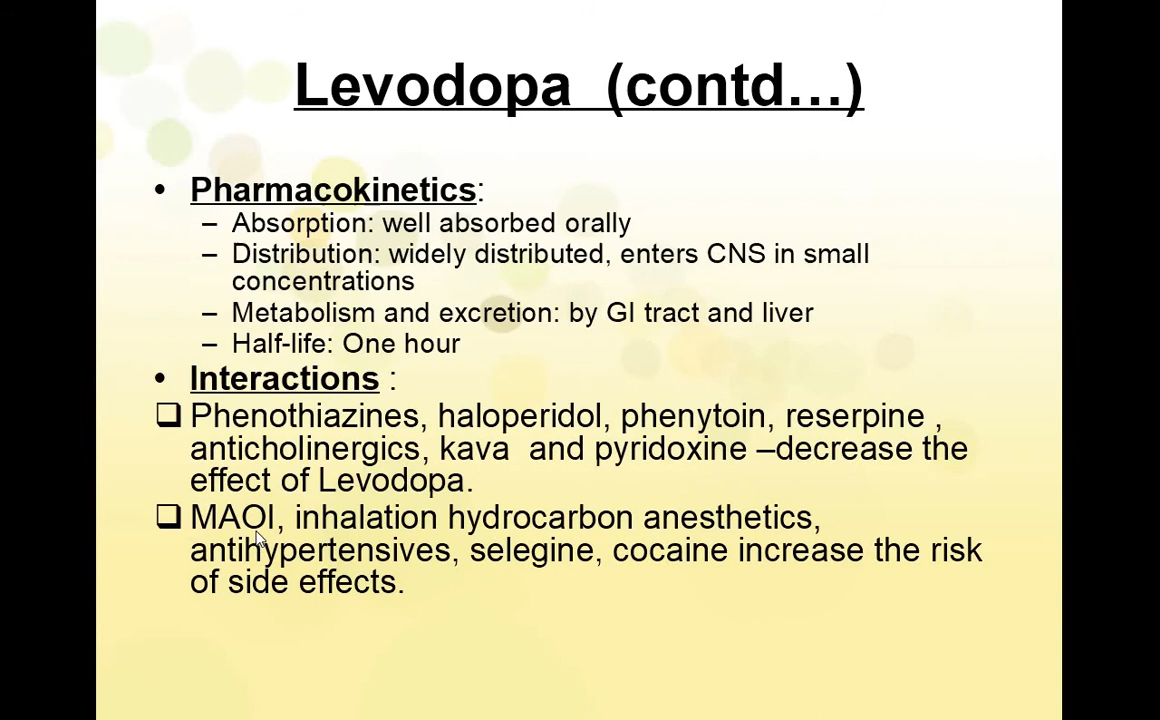 Levodopa (contd...)
• Pharmacokinetics:
– Absorption: well absorbed orally
– Distribution: widely distributed, enters CNS in small
concentrations
– Metabolism and excretion: by GI tract and liver
– Half-life: One hour
• Interactions :
❑ Phenothiazines, haloperidol, phenytoin, reserpine ,
anticholinergics, kava and pyridoxine –decrease the
effect of Levodopa.
❑ MAOI, inhalation hydrocarbon anesthetics,
antihypertensives, selegine, cocaine increase the risk
of side effects.